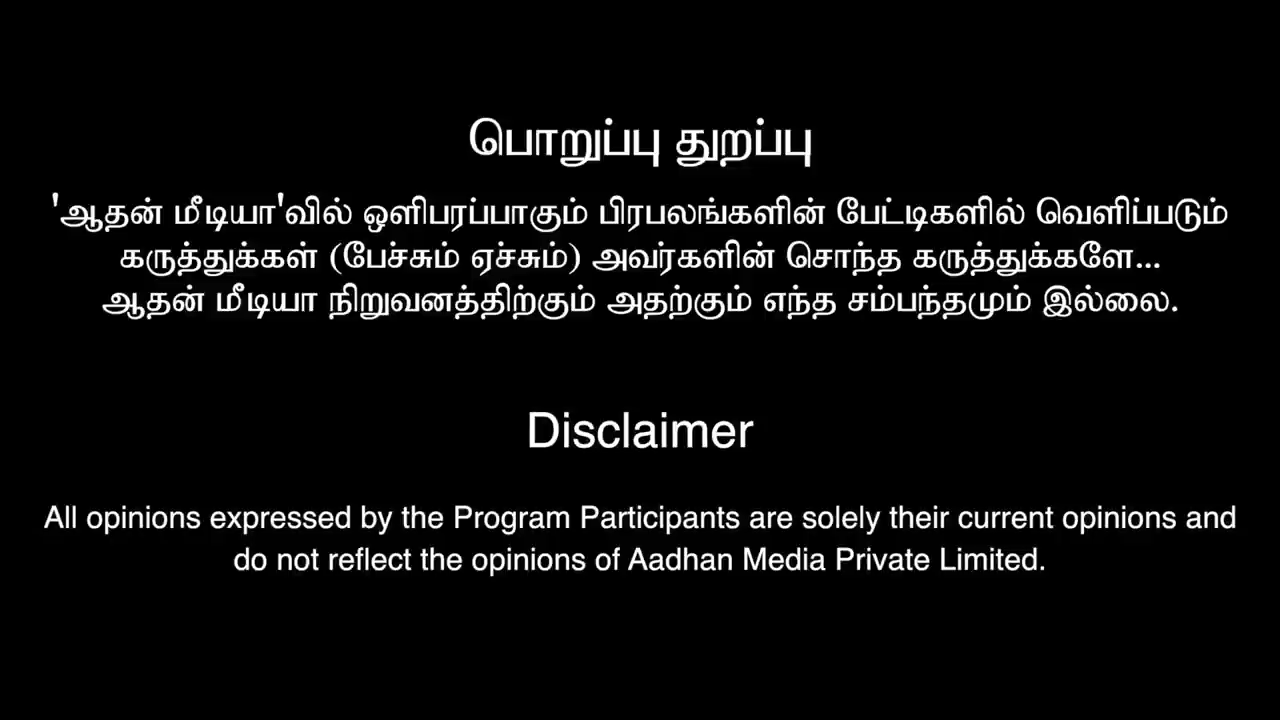 பொறுப்பு துறப்பு
'ஆதன் மீடியா'வில் ஒளிபரப்பாகும் பிரபலங்களின் பேட்டிகளில் வெளிப்படும்
கருத்துக்கள் (பேச்சும் ஏச்சும்) அவர்களின் சொந்த கருத்துக்களே...
ஆதன் மீடியா நிறுவனத்திற்கும் அதற்கும் எந்த சம்பந்தமும் இல்லை.
Disclaimer
All opinions expressed by the Program Participants are solely their current opinions and
do not reflect the opinions of Aadhan Media Private Limited.